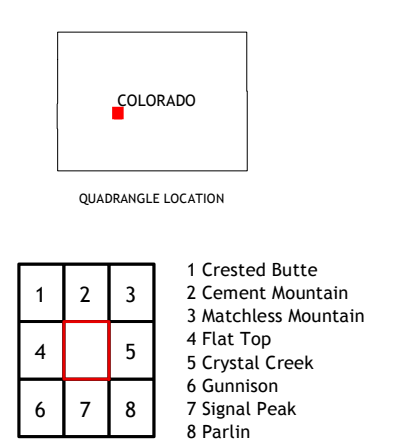 COLORADO
QUADRANGLE LOCATION
1 2 3
4 5
6 7 8
1 Crested Butte
2 Cement Mountain
3 Matchless Mountain
4 Flat Top
5 Crystal Creek
6 Gunnison
7 Signal Peak
8 Parlin